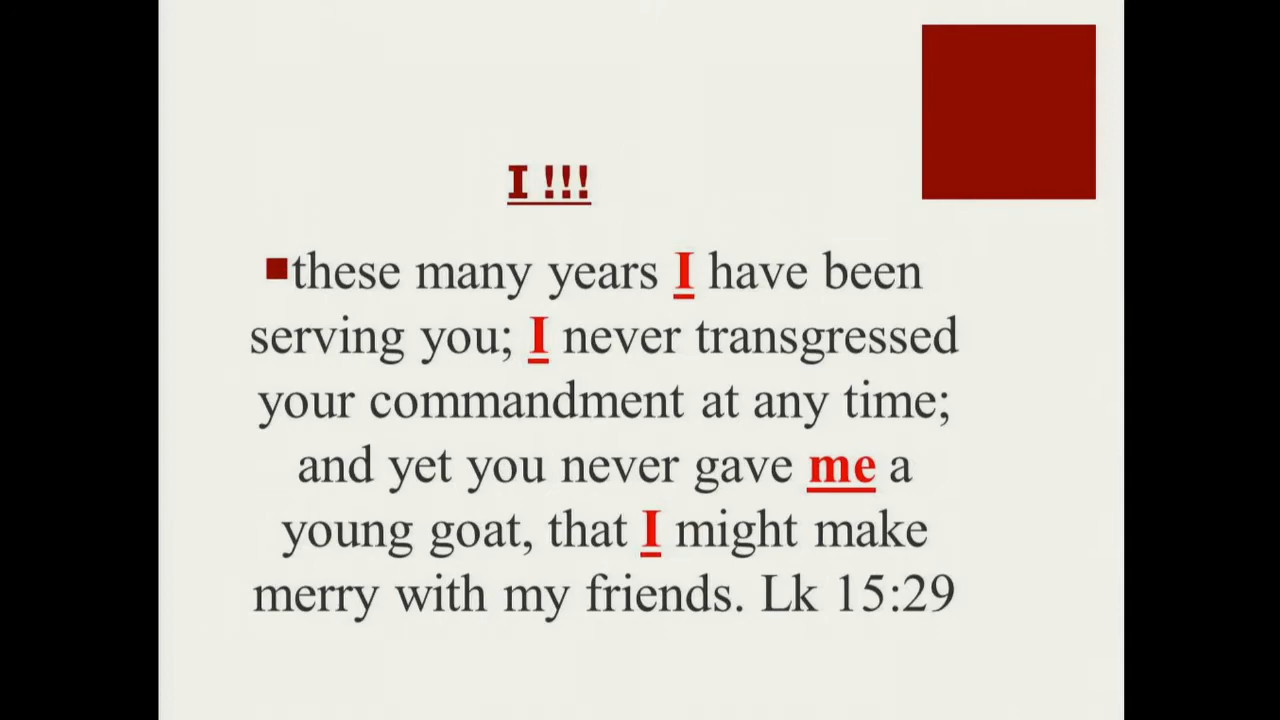 I !!!
these many years I have been
serving you; I never transgressed
your commandment at any time;
and yet you never gave me a
young goat, that I might make
merry with my friends. Lk 15:29